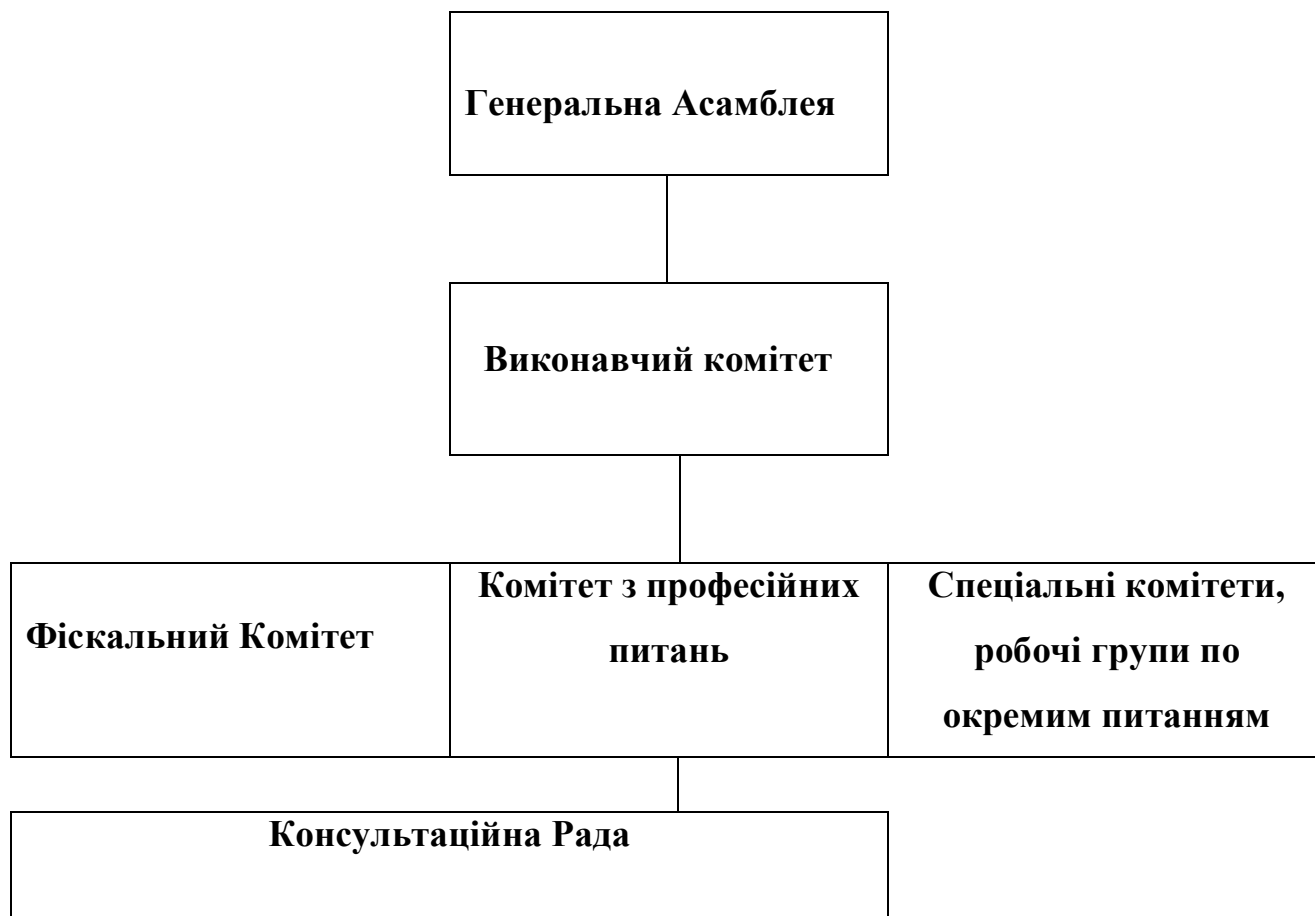 Генеральна Асамблея
Виконавчий комітет
Фіскальний Комітет
Комітет з професійних
питань
Спеціальні комітети,
робочі групи по
окремим питанням
Консультаційна Рада